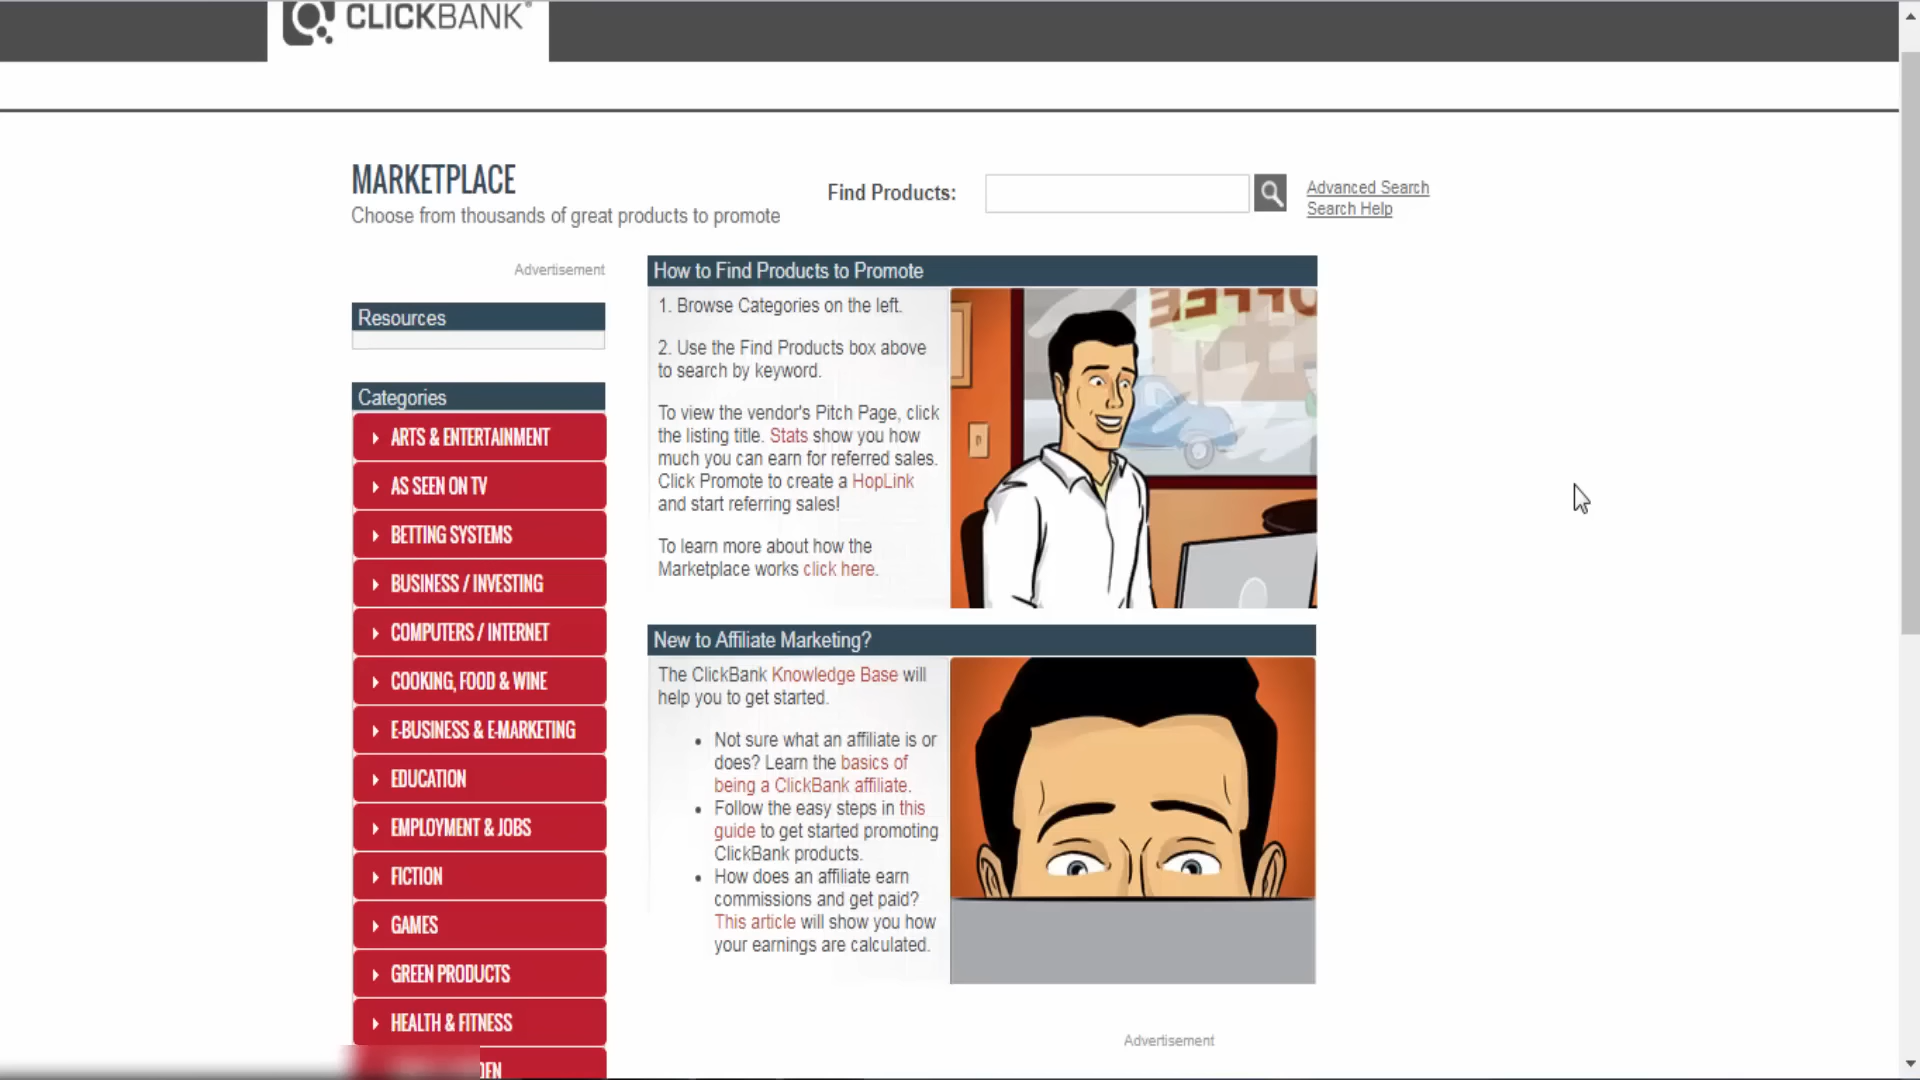 CLICKBANK®
MARKETPLACE
Choose from thousands of great products to promote
Find Products:
Advanced Search
Search Help
Advertisement
Resources
Categories
ARTS & ENTERTAINMENT
AS SEEN ON TV
BETTING SYSTEMS
BUSINESS / INVESTING
COMPUTERS / INTERNET
COOKING, FOOD & WINE
E-BUSINESS & E-MARKETING
EDUCATION
EMPLOYMENT & JOBS
FICTION
GAMES
GREEN PRODUCTS
HEALTH & FITNESS
How to Find Products to Promote
1. Browse Categories on the left.
2. Use the Find Products box above
to search by keyword.
To view the vendor's Pitch Page, click
the listing title. Stats show you how
much you can earn for referred sales.
Click Promote to create a HopLink
and start referring sales!
To learn more about how the
Marketplace works click here.
New to Affiliate Marketing?
The ClickBank Knowledge Base will
help you to get started.
• Not sure what an affiliate is or
does? Learn the basics of
being a ClickBank affiliate.
• Follow the easy steps in this
guide to get started promoting
ClickBank products.
• How does an affiliate earn
commissions and get paid?
This article will show you how
your earnings are calculated.
Advertisement